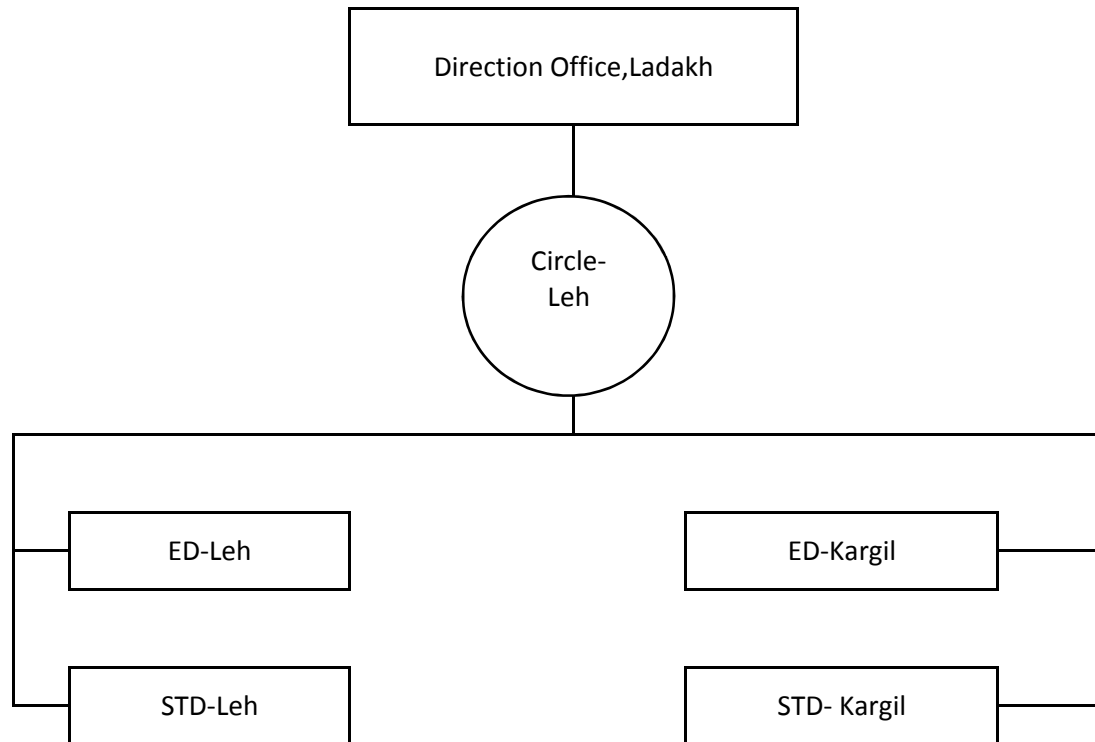 Direction Office,Ladakh
Circle-
Leh
ED-Leh
ED-Kargil
STD-Leh
STD- Kargil